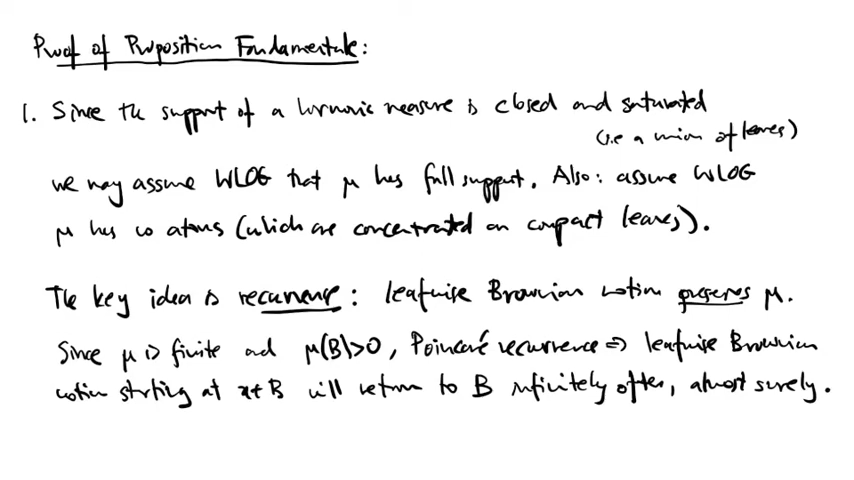 Proof of Proposition Fundamentale:
1. Since the support of a harmonic measure is closed and saturated
(i.e a union of leaves)
we may assume WLOG that μ has full support. Also: assume WLOG
μ has no atoms (which are concentrated on compact leaves).
The key idea is recurrence: leafwise Brownian motion preserves μ.
Since μ is finite and μ(B)>0, Poincaré recurrence ⇒ leafwise Brownian
motion starting at x∈B will return to B infinitely often, almost surely.